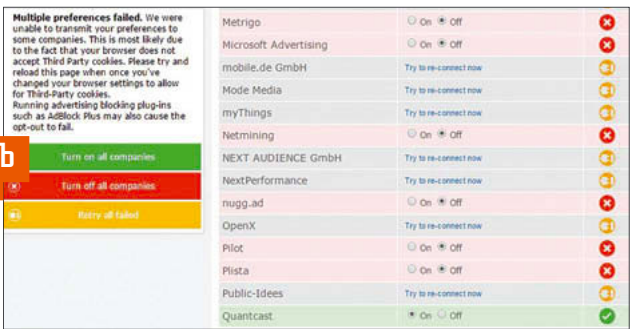 Multiple preferences failed. We were
unable to transmit your preferences to
some companies. This is most likely due
to the fact that your browser does not
accept Third Party cookies. Please try and
reload this page when once you've
changed your browser settings to allow
for Third-Party cookies.
Running advertising blocking plug-ins
such as AdBlock Plus may also cause the
opt-out to fail.
b
Turn on all companies
Turn off all companies
Retry all failed
Metrigo On Off
Microsoft Advertising On Off
mobile.de GmbH Try to re-connect now
Mode Media Try to re-connect now
myThings Try to re-connect now
Netmining On Off
NEXT AUDIENCE GmbH Try to re-connect now
NextPerformance Try to re-connect now
nugg.ad On Off
OpenX Try to re-connect now
Pilot On Off
Plista On Off
Public-Idees Try to re-connect now
Quantcast On Off